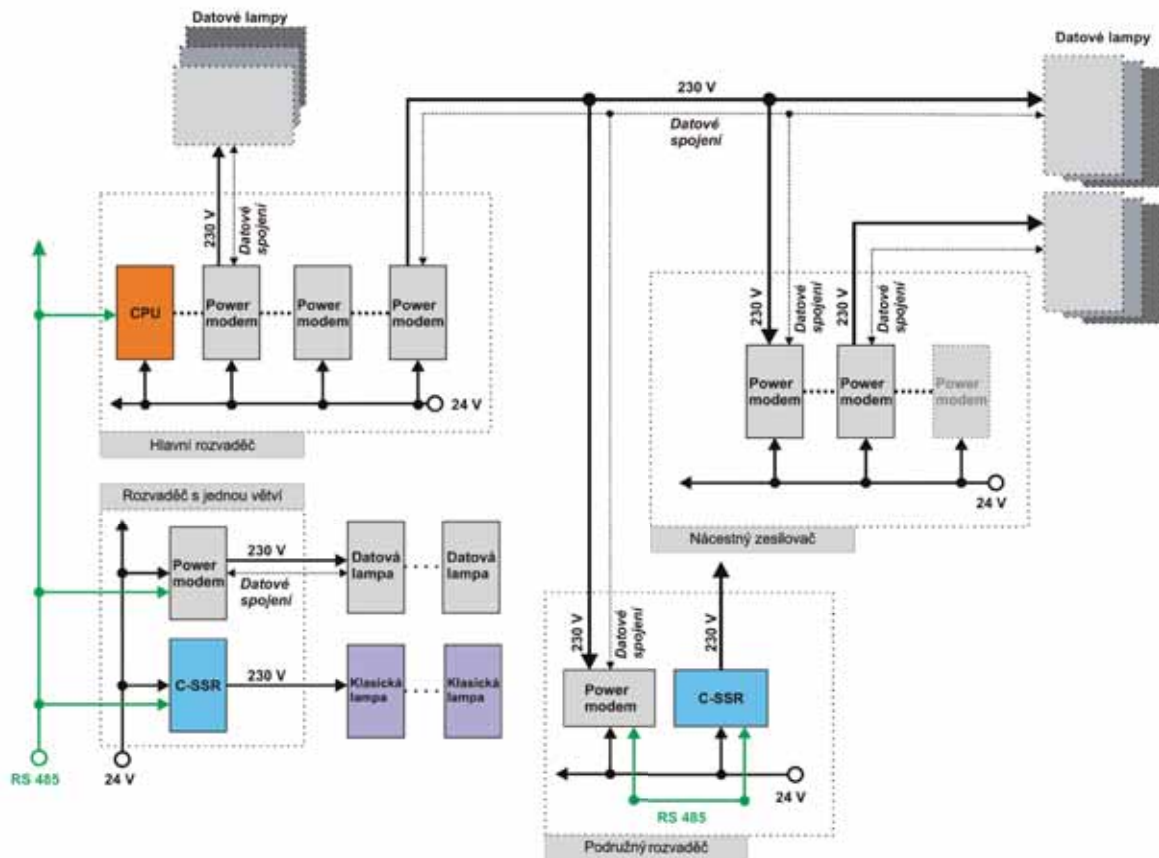 Datové lampy
Datové lampy
230 V
Datové
spojení
230 V
Datové
spojení
CPU
Power
modem
Power
modem
Power
modem
24 V
Hlavní rozvaděč
230 V
Datové
spojení
230 V
Datové
spojení
Power
modem
Power
modem
Power
modem
24 V
Nácestný zesilovač
Rozvaděč s jednou větví
Power
modem
230 V
Datové
spojení
Datová
lampa
Datová
lampa
C-SSR
230 V
Klasická
lampa
Klasická
lampa
RS 485
24 V
230 V
Datové
spojení
230 V
Power
modem
C-SSR
24 V
RS 485
Podružný rozvaděč